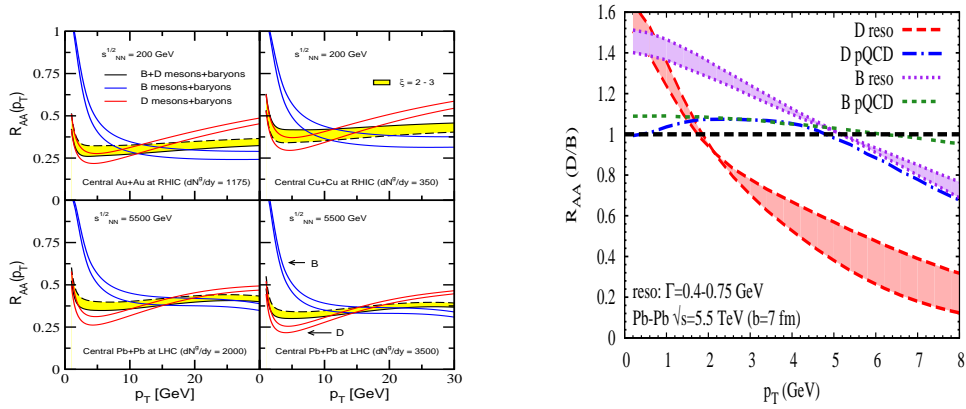 1
0.75
0.5
0.25
R_AA(p_T)
s^1/2_NN = 200 GeV
B+D mesons+baryons
B mesons+baryons
D mesons+baryons
Central Au+Au at RHIC (dN^g/dy = 1175)
s^1/2_NN = 200 GeV
ξ = 2 - 3
Central Cu+Cu at RHIC (dN^g/dy = 350)
0.75
0.5
0.25
0
R_AA(p_T)
s^1/2_NN = 5500 GeV
Central Pb+Pb at LHC (dN^g/dy = 2000)
s^1/2_NN = 5500 GeV
B
D
Central Pb+Pb at LHC (dN^g/dy = 3500)
0 10 20 0 10 20 30
p_T [GeV] p_T [GeV]
1.6
1.4
1.2
1
0.8
0.6
0.4
0.2
0
R_AA (D/B)
D reso
D pQCD
B reso
B pQCD
reso: Γ=0.4-0.75 GeV
Pb-Pb √s=5.5 TeV (b=7 fm)
0 1 2 3 4 5 6 7 8
p_T (GeV)